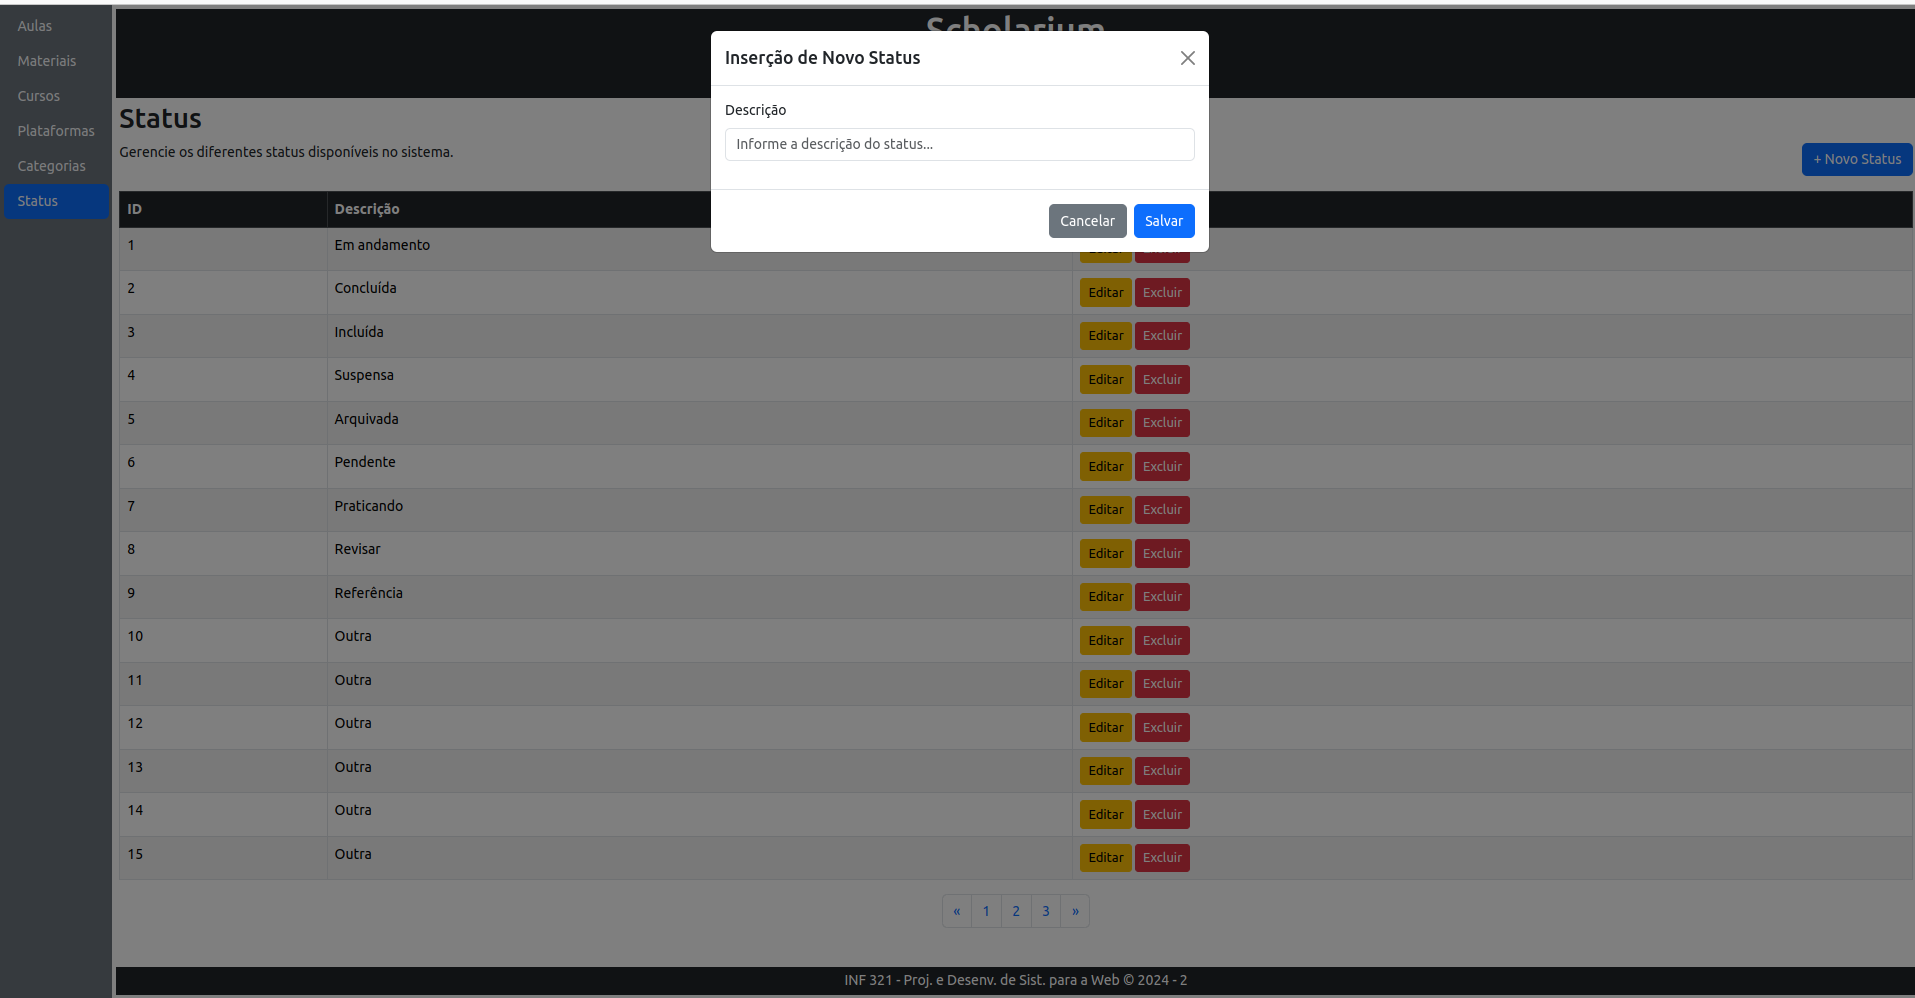 Aulas
Materiais
Cursos
Plataformas
Categorias
Status
Scholarium
Inserção de Novo Status
Descrição
Informe a descrição do status...
Cancelar Salvar
Status
Gerencie os diferentes status disponíveis no sistema.
+ Novo Status
ID Descrição
1 Em andamento
2 Concluída Editar Excluir
3 Incluída Editar Excluir
4 Suspensa Editar Excluir
5 Arquivada Editar Excluir
6 Pendente Editar Excluir
7 Praticando Editar Excluir
8 Revisar Editar Excluir
9 Referência Editar Excluir
10 Outra Editar Excluir
11 Outra Editar Excluir
12 Outra Editar Excluir
13 Outra Editar Excluir
14 Outra Editar Excluir
15 Outra Editar Excluir
« 1 2 3 »
INF 321 - Proj. e Desenv. de Sist. para a Web © 2024 - 2